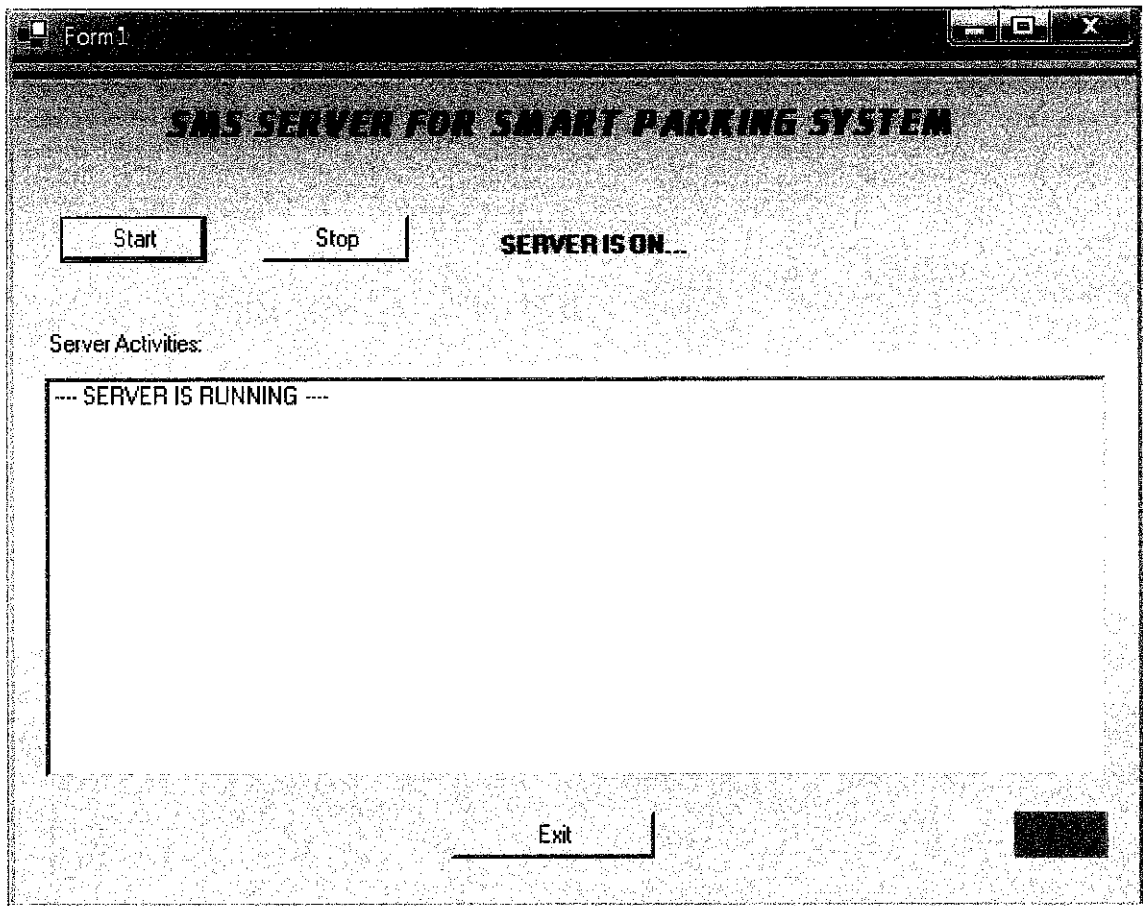 Form1
SMS SERVER FOR SMART PARKING SYSTEM
Start
Stop
SERVER IS ON...
Server Activities:
---- SERVER IS RUNNING ----
Exit